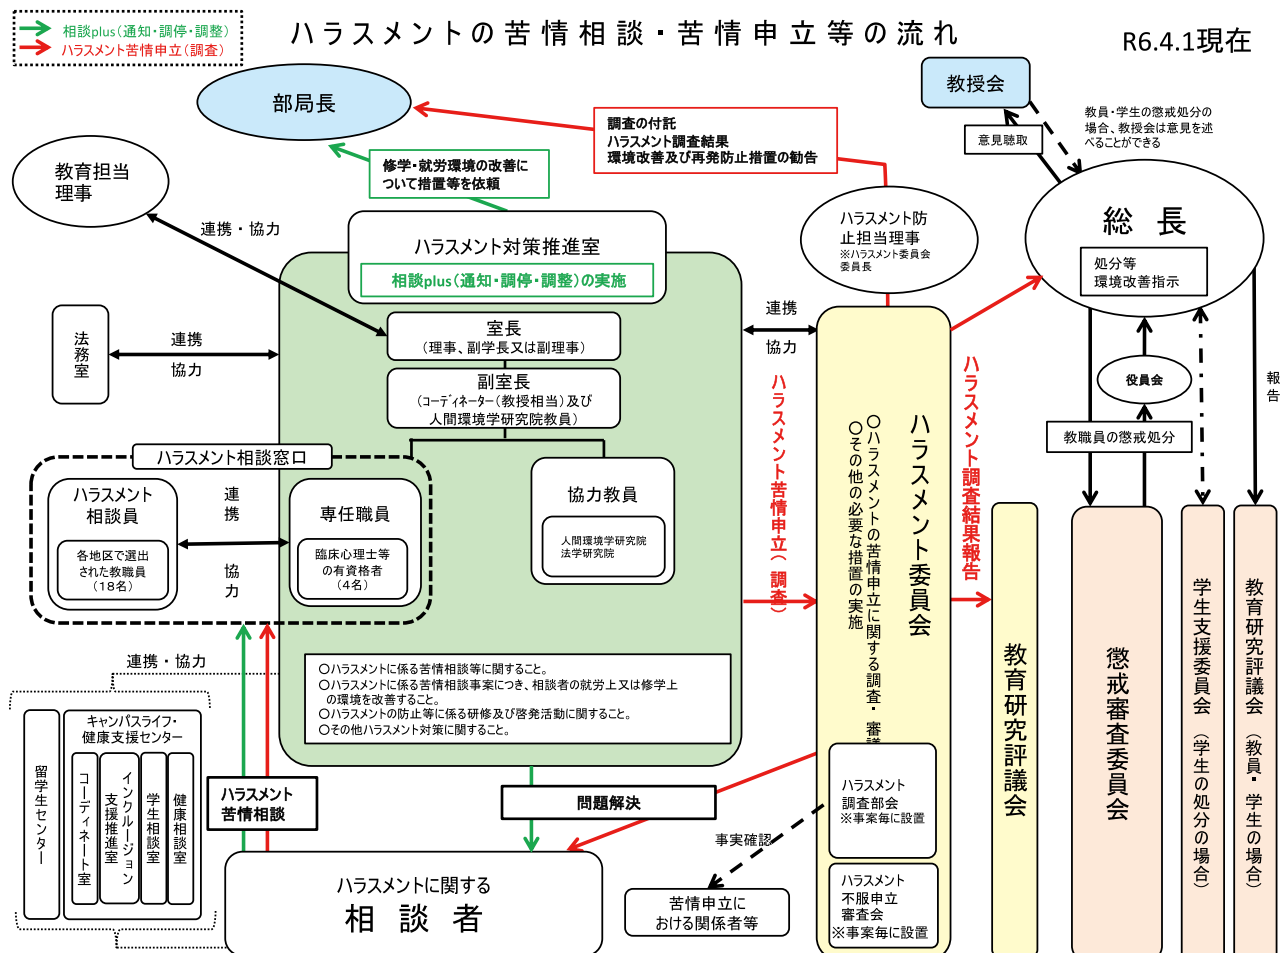 相談plus(通知・調停・調整)
ハラスメント苦情申立(調査)
ハラスメントの苦情相談・苦情申立等の流れ
R6.4.1現在
部局長
教授会
教員・学生の懲戒処分の
場合、教授会は意見を述
べることができる
意見聴取
調査の付託
ハラスメント調査結果
環境改善及び再発防止措置の勧告
修学・就労環境の改善に
ついて措置等を依頼
教育担当
理事
連携・協力
ハラスメント対策推進室
相談plus(通知・調停・調整)の実施
ハラスメント防
止担当理事
※ハラスメント委員会
委員長
総 長
処分等
環境改善指示
法務室
連携
協力
室長
(理事、副学長又は副理事)
副室長
(コーディネーター(教授相当)及び
人間環境学研究院教員)
連携
協力
役員会
教職員の懲戒処分
報告
ハラスメント相談窓口
ハラスメント
相談員
各地区で選出
された教職員
(18名)
連携
協力
専任職員
臨床心理士等
の有資格者
(4名)
協力教員
人間環境学研究院
法学研究院
ハラスメント苦情申立(調査)
ハラスメント委員会
〇ハラスメントの苦情申立に関する調査・審議
〇その他の必要な措置の実施
ハラスメント調査結果報告
教育研究評議会
懲戒審査委員会
学生支援委員会(学生の処分の場合)
教育研究評議会(教員・学生の場合)
〇ハラスメントに係る苦情相談等に関すること。
〇ハラスメントに係る苦情相談事案につき、相談者の就労上又は修学上
の環境を改善すること。
〇ハラスメントの防止等に係る研修及び啓発活動に関すること。
〇その他ハラスメント対策に関すること。
連携・協力
留学生センター
キャンパスライフ・
健康支援センター
コーディネート室
インクルージョン
支援推進室
学生相談室
健康相談室
ハラスメント
苦情相談
問題解決
ハラスメント
調査部会
※事案毎に設置
事実確認
ハラスメント
不服申立
審査会
※事案毎に設置
ハラスメントに関する
相 談 者
苦情申立に
おける関係者等